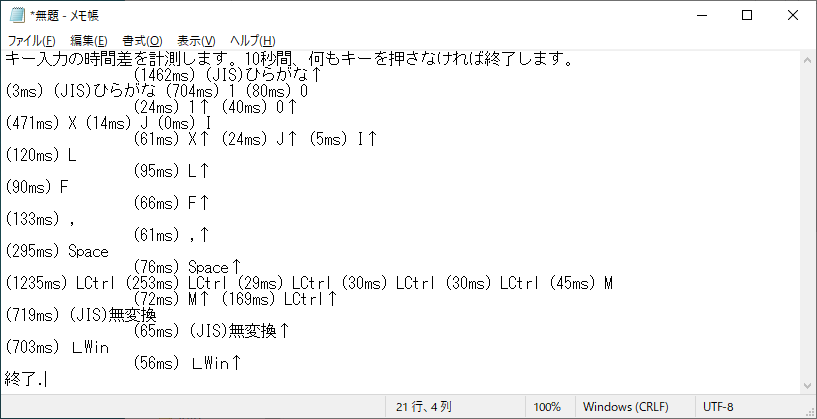 *無題 - メモ帳
ファイル(F) 編集(E) 書式(O) 表示(V) ヘルプ(H)
キー入力の時間差を計測します。10秒間、何もキーを押さなければ終了します。
(1462ms) (JIS)ひらがな↑
(3ms) (JIS)ひらがな (704ms) 1 (80ms) 0
(24ms) 1↑ (40ms) 0↑
(471ms) X (14ms) J (0ms) I
(61ms) X↑ (24ms) J↑ (5ms) I↑
(120ms) L
(95ms) L↑
(90ms) F
(66ms) F↑
(133ms) ,
(61ms) ,↑
(295ms) Space
(76ms) Space↑
(1235ms) LCtrl (253ms) LCtrl (29ms) LCtrl (30ms) LCtrl (30ms) LCtrl (45ms) M
(72ms) M↑ (169ms) LCtrl↑
(719ms) (JIS)無変換
(65ms) (JIS)無変換↑
(703ms) LWin
(56ms) LWin↑
終了.
21 行、4 列 100% Windows (CRLF) UTF-8